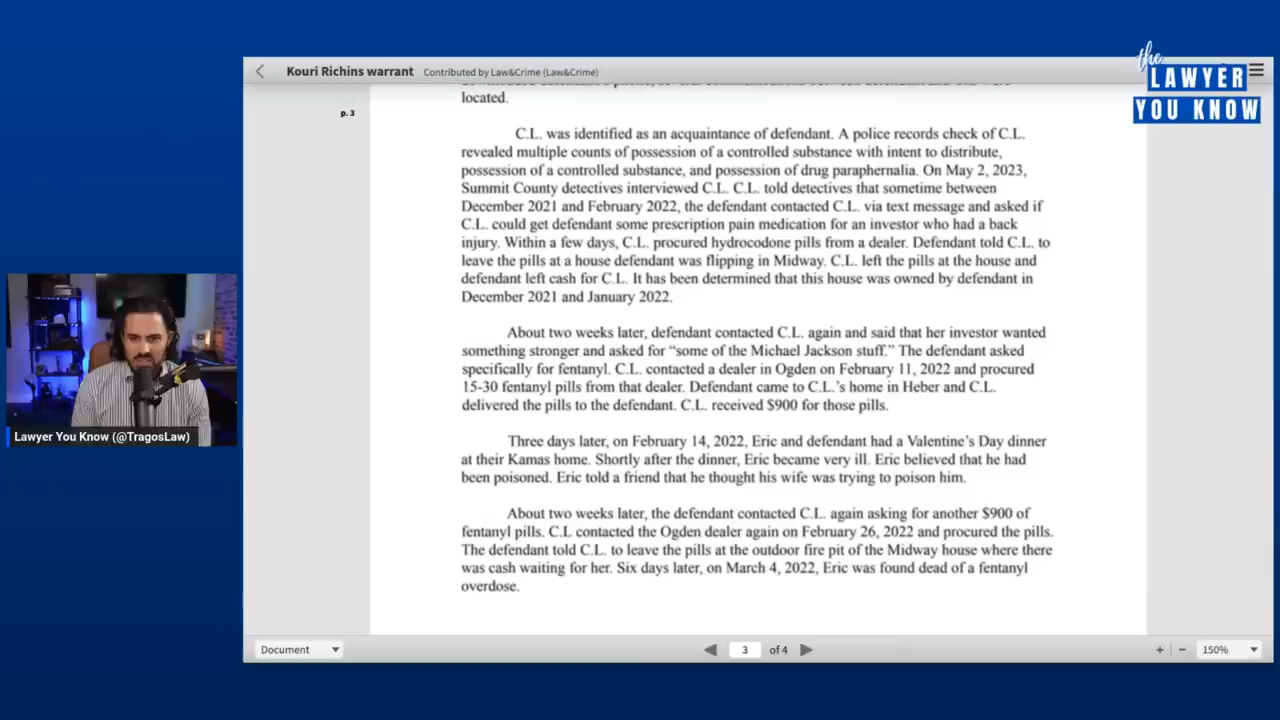 the
LAWYER
YOU KNOW
Kouri Richins warrant Contributed by Law&Crime (Law&Crime)
located.
p. 3
C.L. was identified as an acquaintance of defendant. A police records check of C.L.
revealed multiple counts of possession of a controlled substance with intent to distribute,
possession of a controlled substance, and possession of drug paraphernalia. On May 2, 2023,
Summit County detectives interviewed C.L. C.L. told detectives that sometime between
December 2021 and February 2022, the defendant contacted C.L. via text message and asked if
C.L. could get defendant some prescription pain medication for an investor who had a back
injury. Within a few days, C.L. procured hydrocodone pills from a dealer. Defendant told C.L. to
leave the pills at a house defendant was flipping in Midway. C.L. left the pills at the house and
defendant left cash for C.L. It has been determined that this house was owned by defendant in
December 2021 and January 2022.
About two weeks later, defendant contacted C.L. again and said that her investor wanted
something stronger and asked for “some of the Michael Jackson stuff.” The defendant asked
specifically for fentanyl. C.L. contacted a dealer in Ogden on February 11, 2022 and procured
15-30 fentanyl pills from that dealer. Defendant came to C.L.’s home in Heber and C.L.
delivered the pills to the defendant. C.L. received $900 for those pills.
Three days later, on February 14, 2022, Eric and defendant had a Valentine’s Day dinner
at their Kamas home. Shortly after the dinner, Eric became very ill. Eric believed that he had
been poisoned. Eric told a friend that he thought his wife was trying to poison him.
About two weeks later, the defendant contacted C.L. again asking for another $900 of
fentanyl pills. C.L contacted the Ogden dealer again on February 26, 2022 and procured the pills.
The defendant told C.L. to leave the pills at the outdoor fire pit of the Midway house where there
was cash waiting for her. Six days later, on March 4, 2022, Eric was found dead of a fentanyl
overdose.
Lawyer You Know (@TragosLaw)
Document 3 of 4 + − 150%